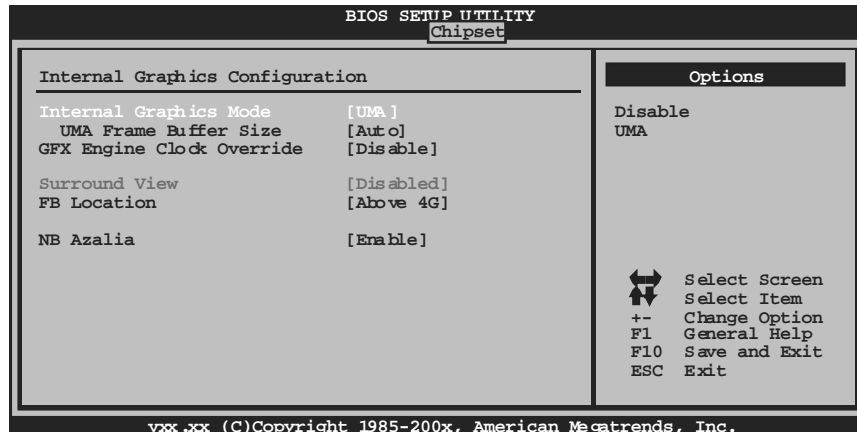 BIOS SETUP UTILITY
Chipset
Internal Graphics Configuration
Internal Graphics Mode [UMA]
UMA Frame Buffer Size [Auto]
GFX Engine Clock Override [Disable]
Surround View [Disabled]
FB Location [Above 4G]
NB Azalia [Enable]
Options
Disable
UMA
Select Screen
Select Item
+- Change Option
F1 General Help
F10 Save and Exit
ESC Exit
vxx.xx (C)Copyright 1985-200x, American Megatrends, Inc.